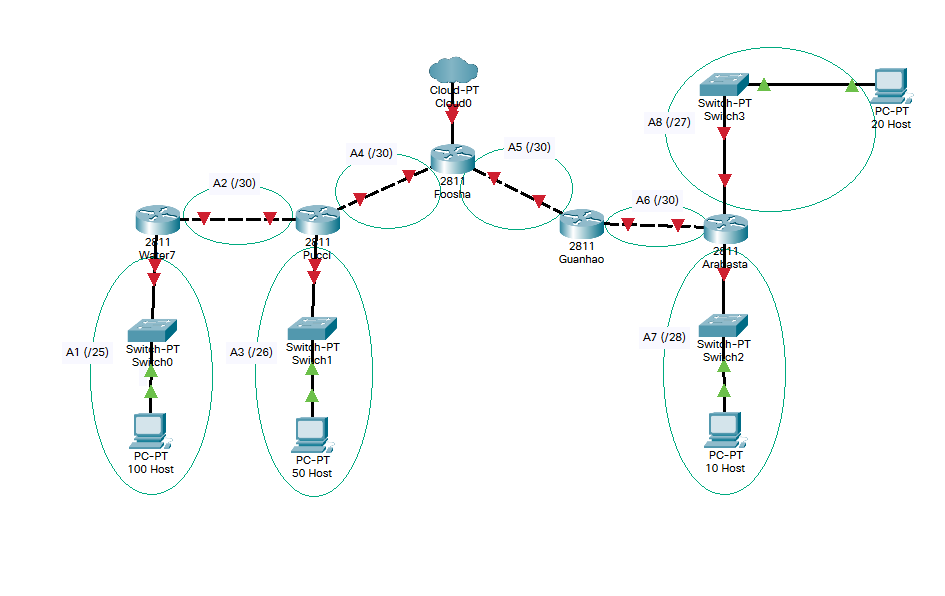 Cloud-PT
Cloud0
Switch-PT
Switch3
PC-PT
20 Host
A8 (/27)
A4 (/30)
A5 (/30)
2811
Foosha
A2 (/30)
A6 (/30)
2811
Water7
2811
Pucci
2811
Guanhao
2811
Arabasta
A1 (/25)
Switch-PT
Switch0
A3 (/26)
Switch-PT
Switch1
A7 (/28)
Switch-PT
Switch2
PC-PT
100 Host
PC-PT
50 Host
PC-PT
10 Host